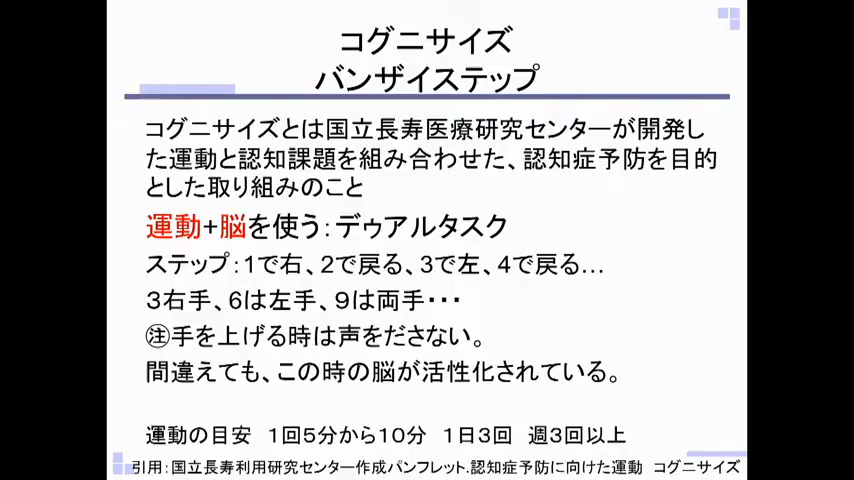 コグニサイズ
バンザイステップ
コグニサイズとは国立長寿医療研究センターが開発し
た運動と認知課題を組み合わせた、認知症予防を目的
とした取り組みのこと
運動+脳を使う：デゥアルタスク
ステップ：1で右、2で戻る、3で左、4で戻る…
３右手、6は左手、９は両手・・・
㊟手を上げる時は声をださない。
間違えても、この時の脳が活性化されている。
運動の目安　１回５分から１０分　１日３回　週３回以上
引用：国立長寿利用研究センター作成パンフレット.認知症予防に向けた運動　コグニサイズ